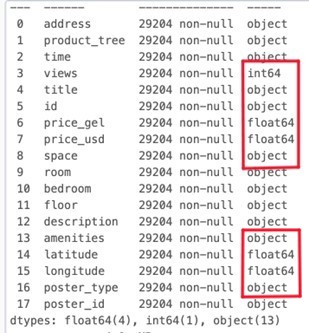 --- ------ -------------- -----
0 address 29204 non-null object
1 product_tree 29204 non-null object
2 time 29204 non-null object
3 views 29204 non-null int64
4 title 29204 non-null object
5 id 29204 non-null object
6 price_gel 29204 non-null float64
7 price_usd 29204 non-null float64
8 space 29204 non-null object
9 room 29204 non-null object
10 bedroom 29204 non-null object
11 floor 29204 non-null object
12 description 29204 non-null object
13 amenities 29204 non-null object
14 latitude 29204 non-null float64
15 longitude 29204 non-null float64
16 poster_type 29204 non-null object
17 poster_id 29204 non-null object
dtypes: float64(4), int64(1), object(13)